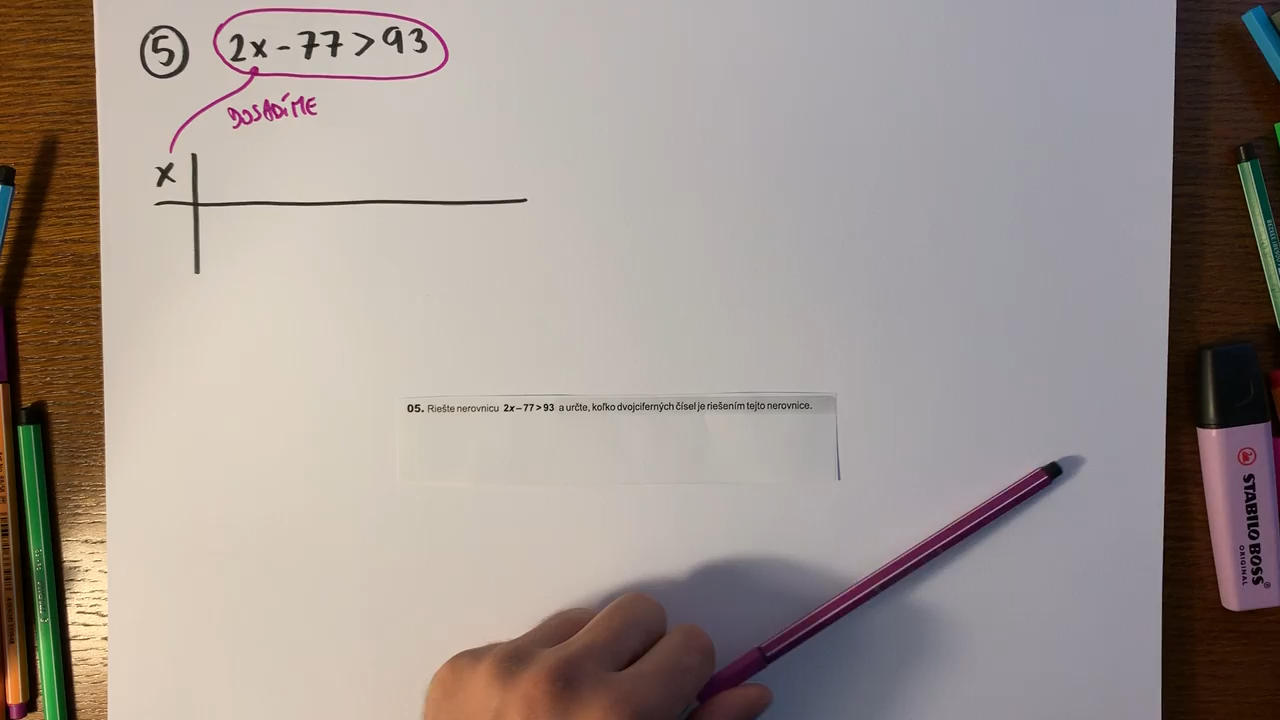 5 2x - 77 > 93
DOSADÍME
x
05. Riešte nerovnicu 2x – 77 > 93 a určte, koľko dvojciferných čísel je riešením tejto nerovnice.
STABILO BOSS
ORIGINAL